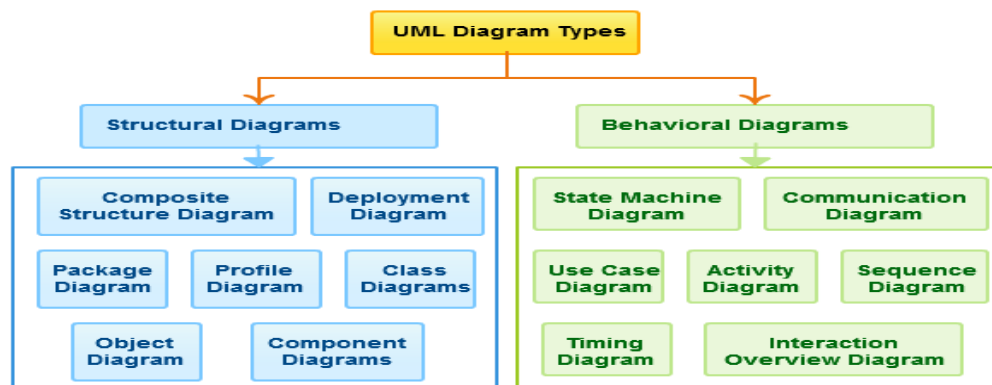 UML Diagram Types
Structural Diagrams
Behavioral Diagrams
Composite
Structure Diagram
Deployment
Diagram
Package
Diagram
Profile
Diagram
Class
Diagrams
Object
Diagram
Component
Diagrams
State Machine
Diagram
Communication
Diagram
Use Case
Diagram
Activity
Diagram
Sequence
Diagram
Timing
Diagram
Interaction
Overview Diagram